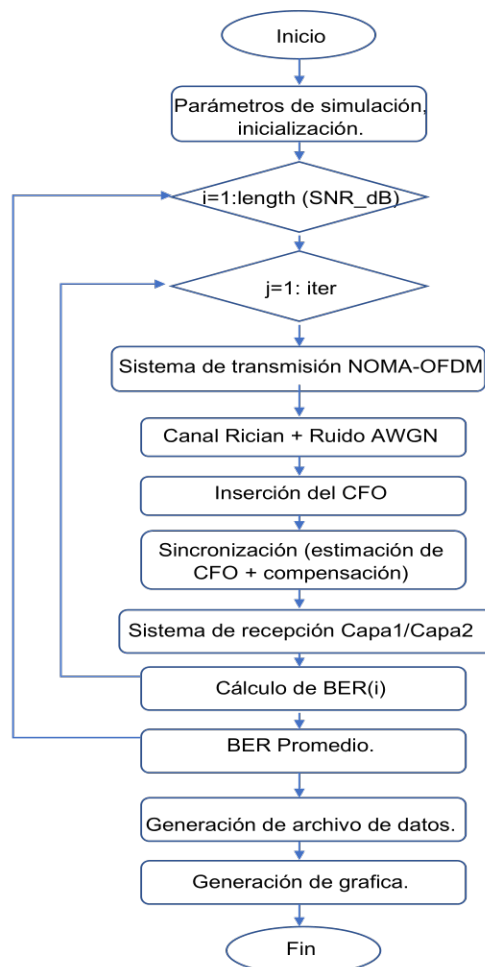 Inicio
Parámetros de simulación,
inicialización.
i=1:length (SNR_dB)
j=1: iter
Sistema de transmisión NOMA-OFDM
Canal Rician + Ruido AWGN
Inserción del CFO
Sincronización (estimación de
CFO + compensación)
Sistema de recepción Capa1/Capa2
Cálculo de BER(i)
BER Promedio.
Generación de archivo de datos.
Generación de grafica.
Fin